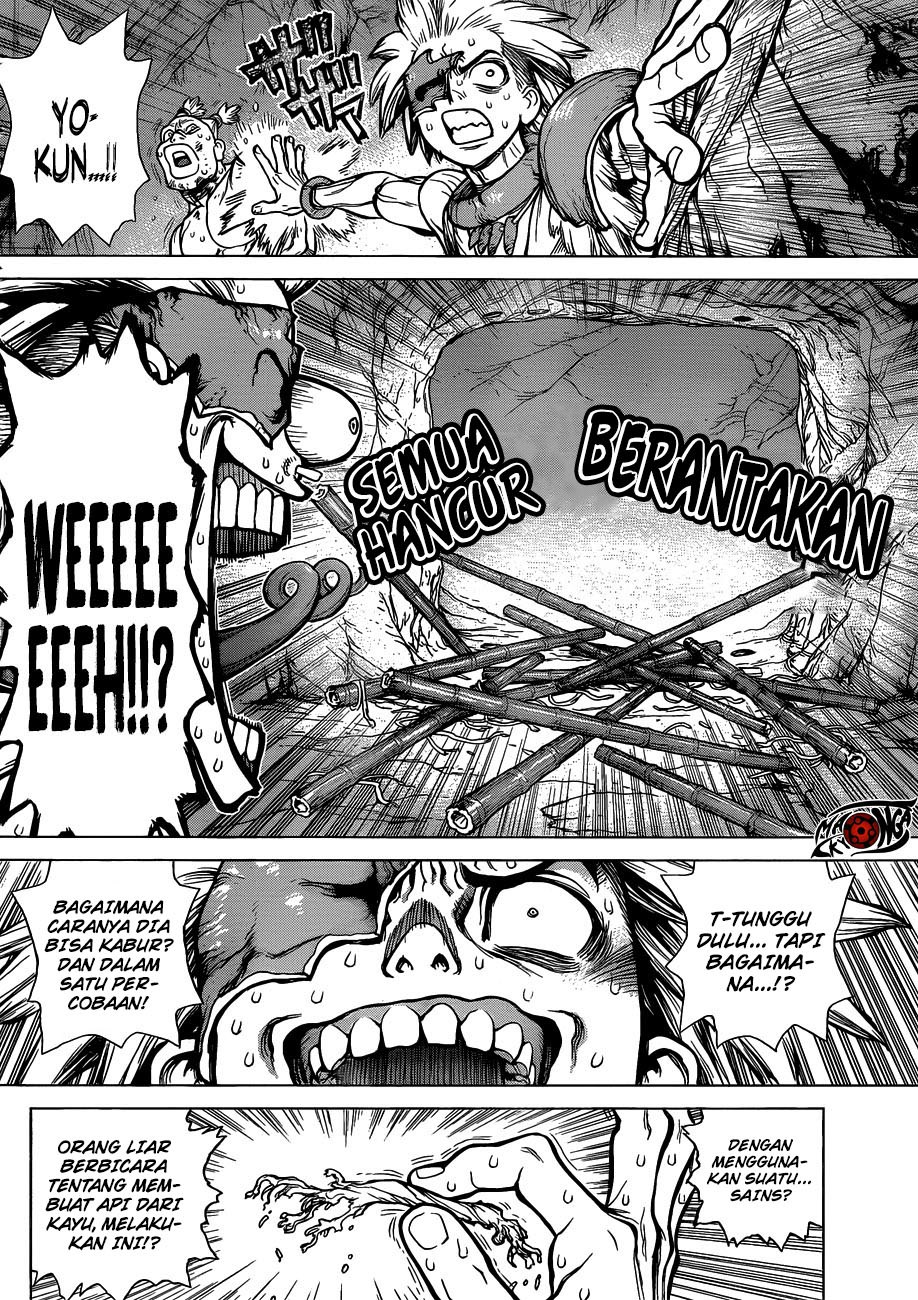 YO-
KUN...!!
WEEEEE
EEEH!!!?
SEMUA
HANCUR
BERANTAKAN
T-TUNGGU
DULU... TAPI
BAGAIMA-
NA...!?
BAGAIMANA
CARANYA DIA
BISA KABUR?
DAN DALAM
SATU PER-
COBAAN!
DENGAN
MENGGUNA-
KAN SUATU...
SAINS?
ORANG LIAR
BERBICARA
TENTANG MEM-
BUAT API DARI
KAYU, MELAKU-
KAN INI!?